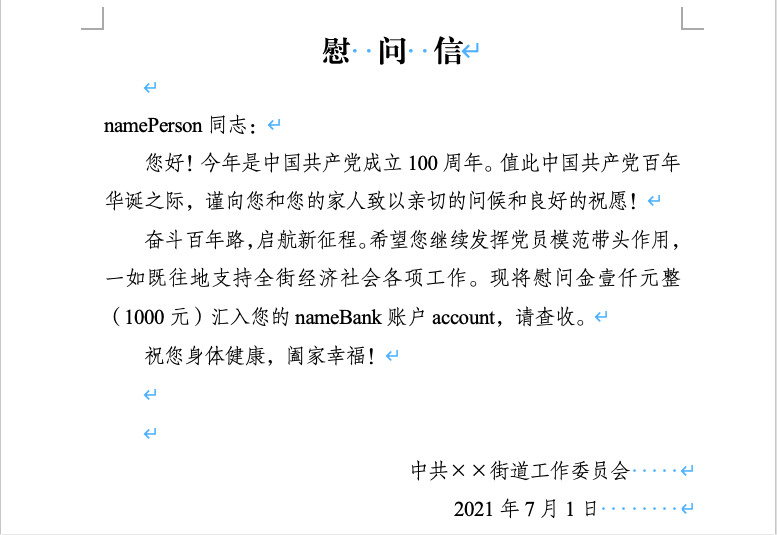 慰 问 信
namePerson 同志：
您好！今年是中国共产党成立 100 周年。值此中国共产党百年
华诞之际，谨向您和您的家人致以亲切的问候和良好的祝愿！
奋斗百年路，启航新征程。希望您继续发挥党员模范带头作用，
一如既往地支持全街经济社会各项工作。现将慰问金壹仟元整
（1000 元）汇入您的 nameBank 账户 account，请查收。
祝您身体健康，阖家幸福！
中共××街道工作委员会
2021 年 7 月 1 日